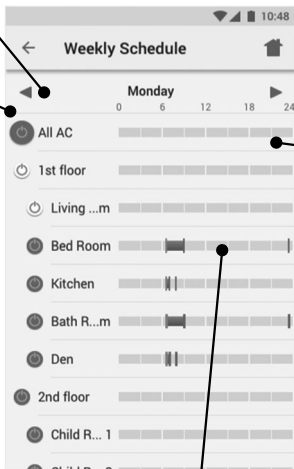 10:48
Weekly Schedule
Monday
0 6 12 18 24
All AC
1st floor
Living ...m
Bed Room
Kitchen
Bath R...m
Den
2nd floor
Child R... 1